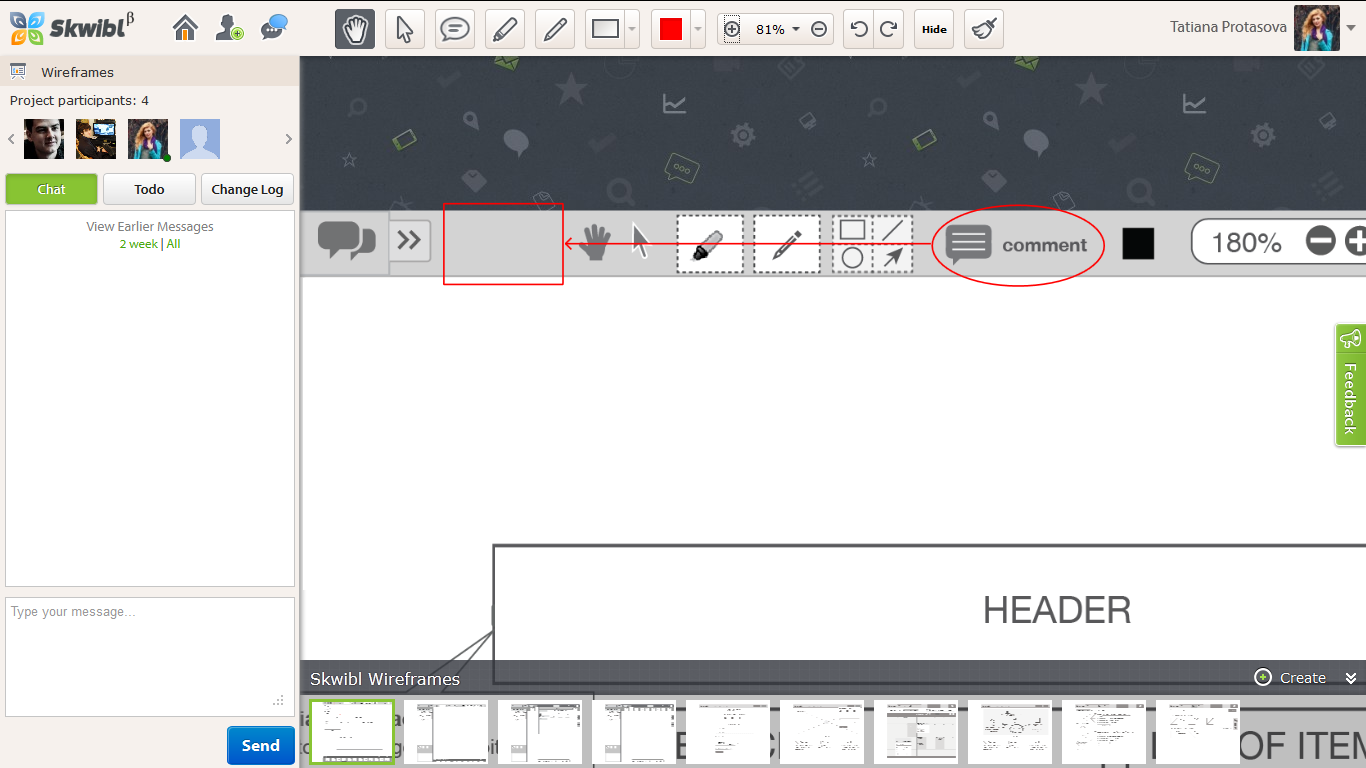 Skwibl β
81%
Hide
Tatiana Protasova
Wireframes
Project participants: 4
Chat
Todo
Change Log
View Earlier Messages
2 week | All
comment
180%
Feedback
HEADER
Type your message...
Skwibl Wireframes
Create
OF ITEM
Send